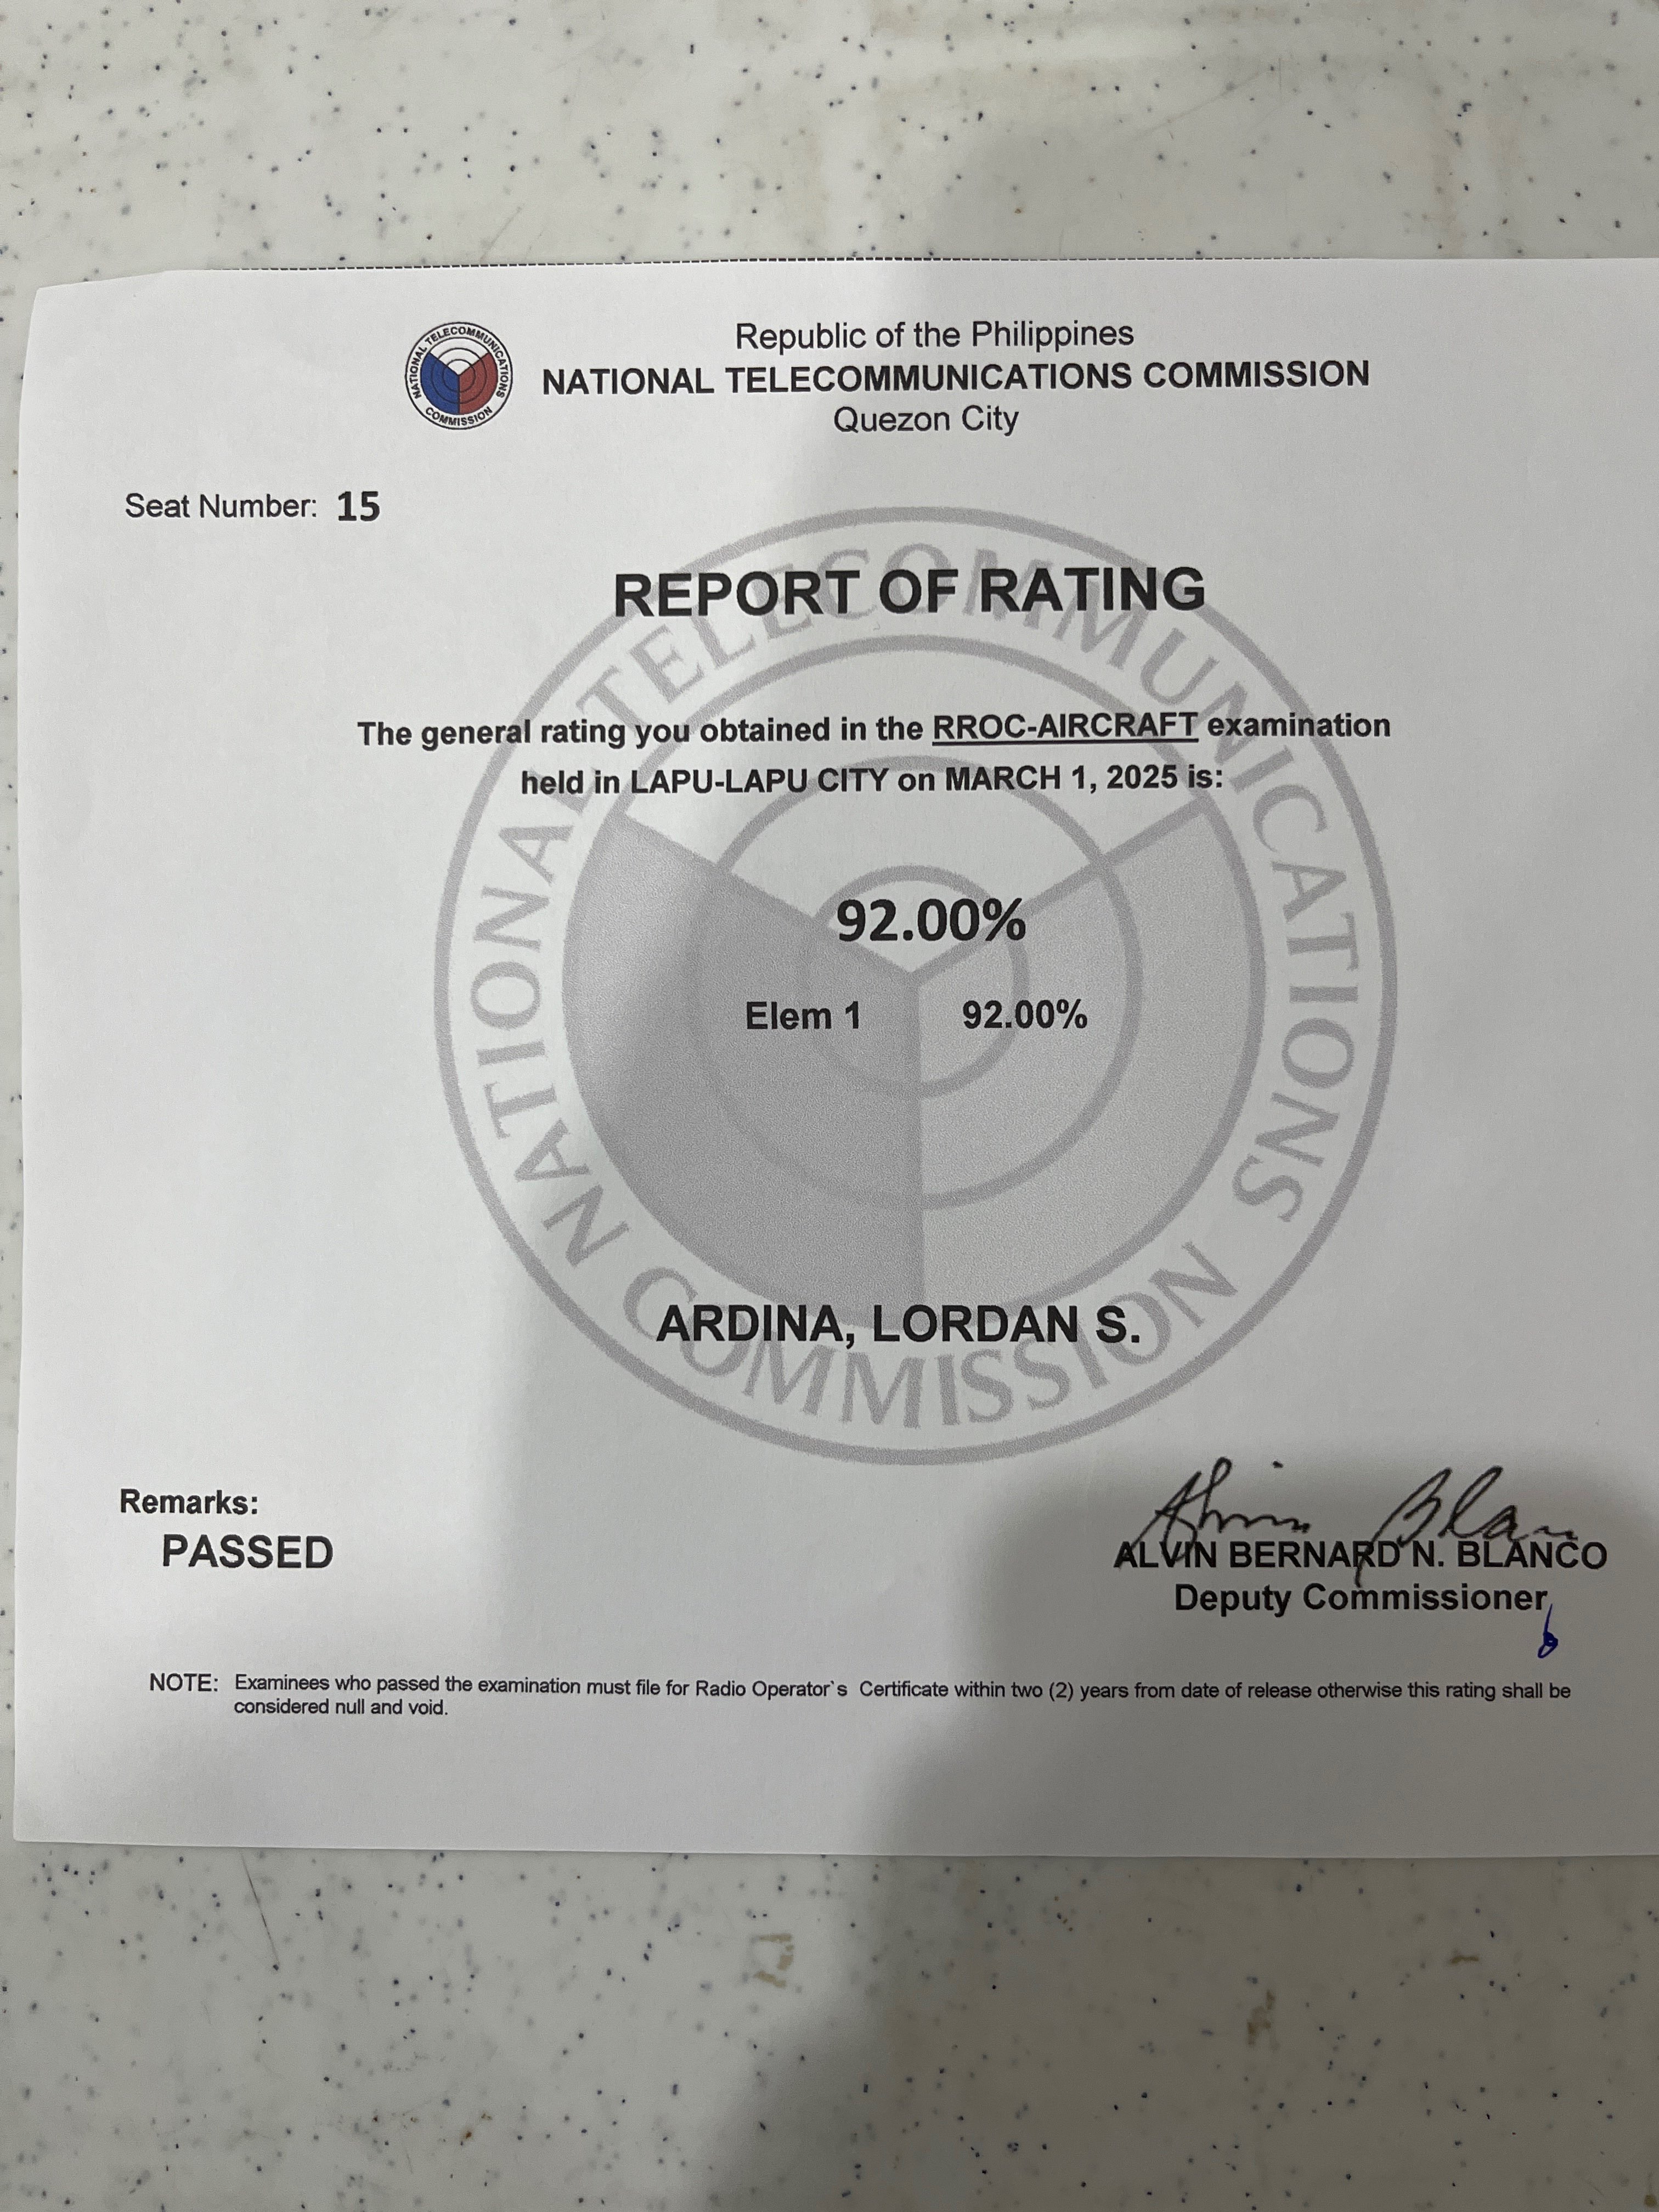 Republic of the Philippines
NATIONAL TELECOMMUNICATIONS COMMISSION
Quezon City
NATIONAL TELECOMMUNICATIONS
COMMISSION
Seat Number: 15
REPORT OF RATING
The general rating you obtained in the RROC-AIRCRAFT examination
held in LAPU-LAPU CITY on MARCH 1, 2025 is:
92.00%
Elem 1 92.00%
ARDINA, LORDAN S.
NATIONAL TELECOMMUNICATIONS
COMMISSION
Remarks:
PASSED
Alvin Blanco
ALVIN BERNARD N. BLANCO
Deputy Commissioner
NOTE: Examinees who passed the examination must file for Radio Operator`s Certificate within two (2) years from date of release otherwise this rating shall be
considered null and void.